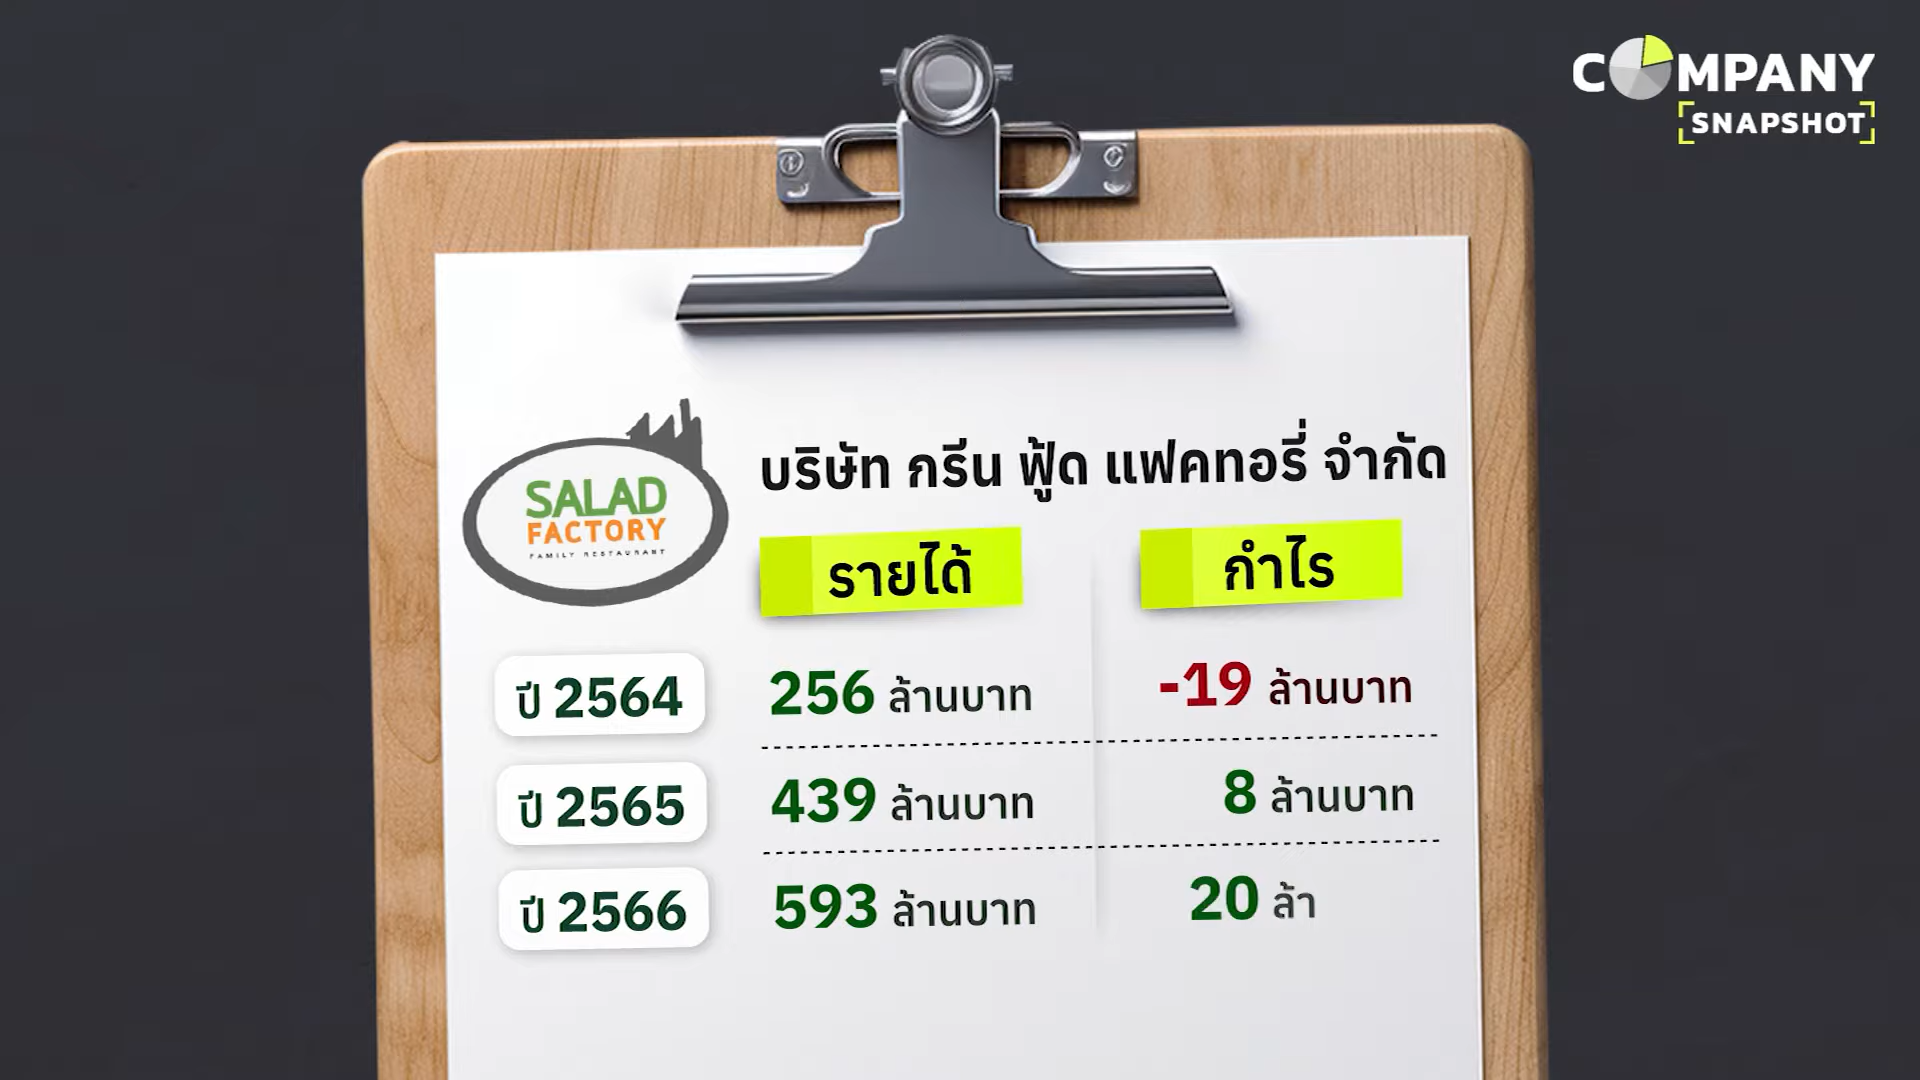 COMPANY
[SNAPSHOT]
SALAD
FACTORY
FAMILY RESTAURANT
บริษัท กรีน ฟู้ด แฟคทอรี่ จำกัด
รายได้ กำไร
ปี 2564 256 ล้านบาท -19 ล้านบาท
ปี 2565 439 ล้านบาท 8 ล้านบาท
ปี 2566 593 ล้านบาท 20 ล้า